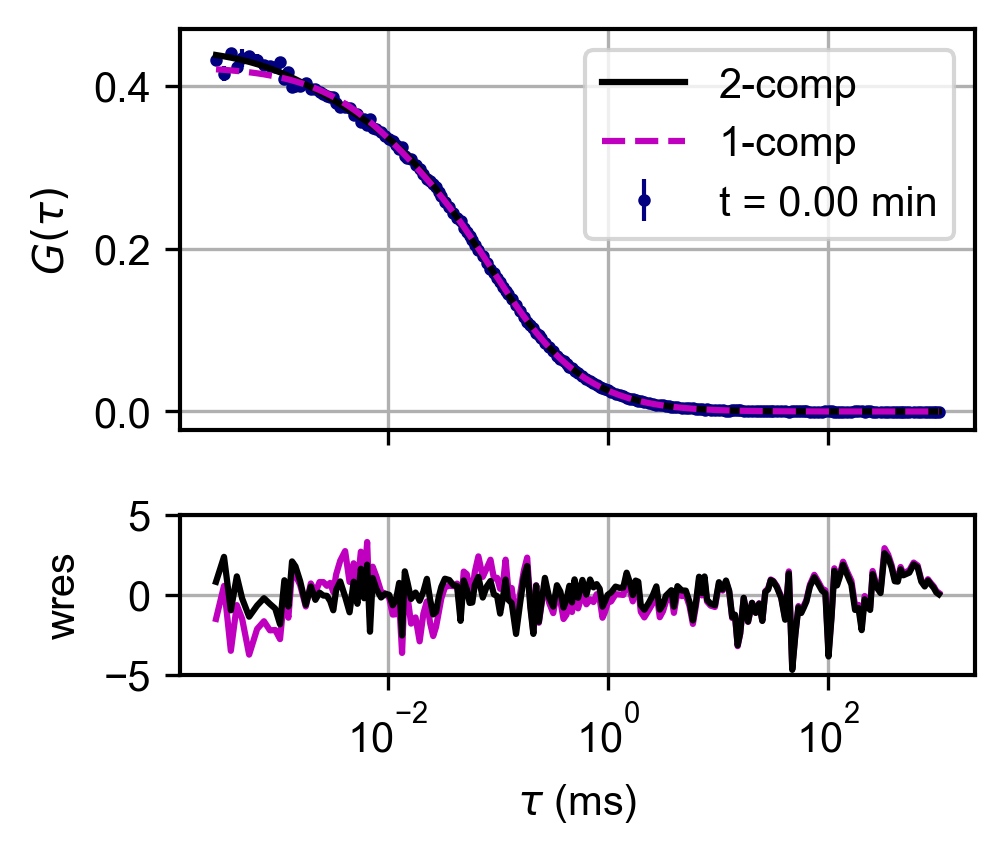 2-comp
1-comp
t = 0.00 min
G(τ)
0.4
0.2
0.0
wres
5
0
−5
10⁻² 10⁰ 10²
τ (ms)